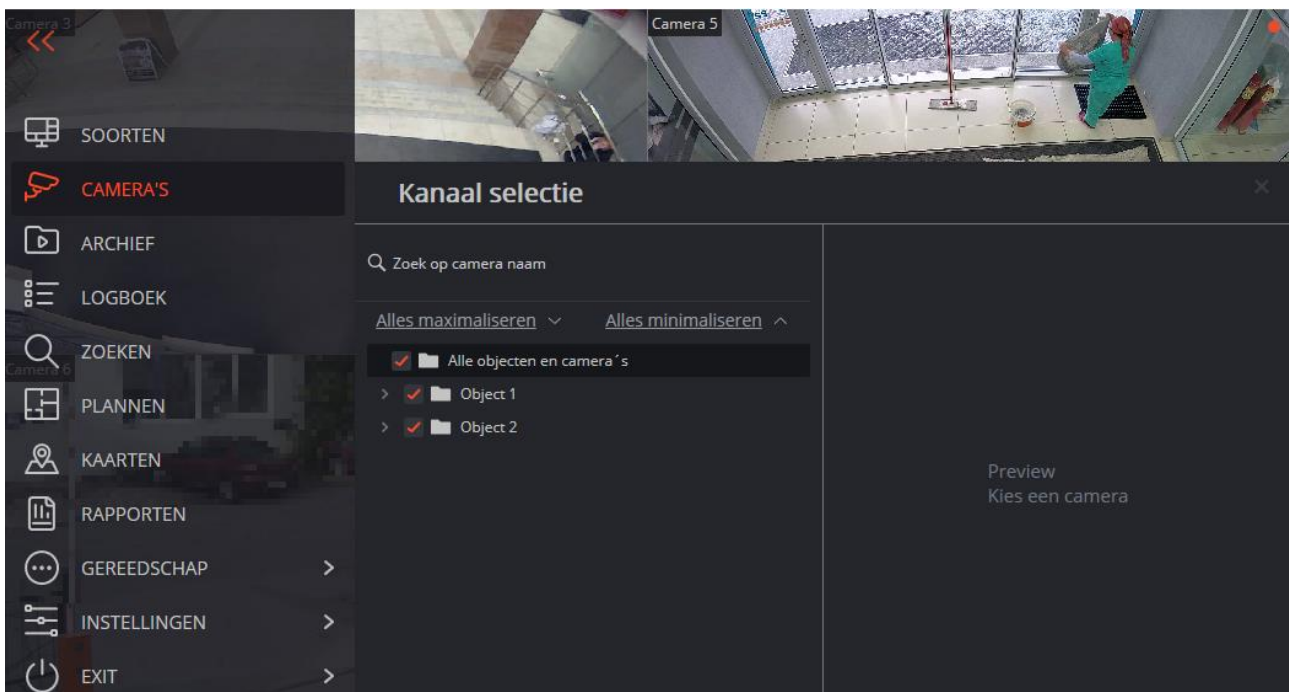 Camera 3
Camera 5
SOORTEN
CAMERA'S
ARCHIEF
LOGBOEK
ZOEKEN
Camera 6
PLANNEN
KAARTEN
RAPPORTEN
GEREEDSCHAP
INSTELLINGEN
EXIT
Kanaal selectie
Zoek op camera naam
Alles maximaliseren
Alles minimaliseren
Alle objecten en camera´s
Object 1
Object 2
Preview
Kies een camera